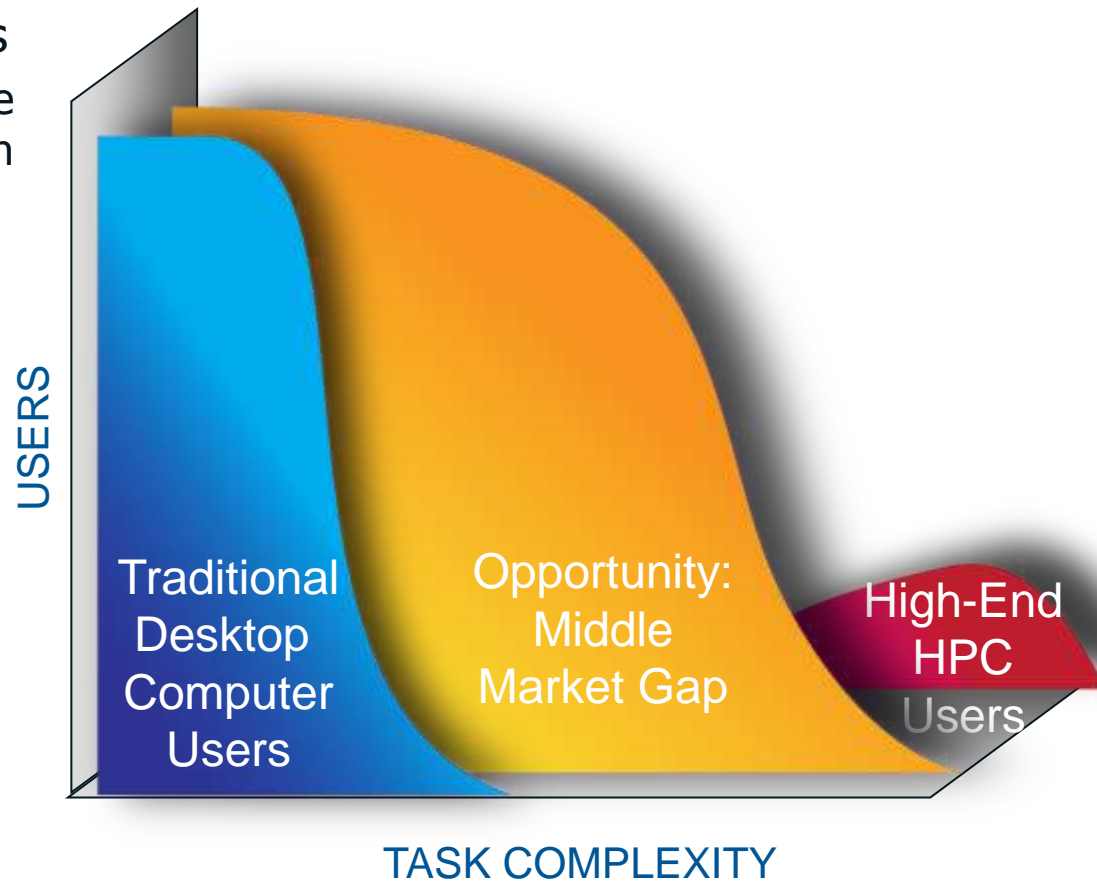 s
e
n
USERS
Traditional
Desktop
Computer
Users
Opportunity:
Middle
Market Gap
High-End
HPC
Users
TASK COMPLEXITY